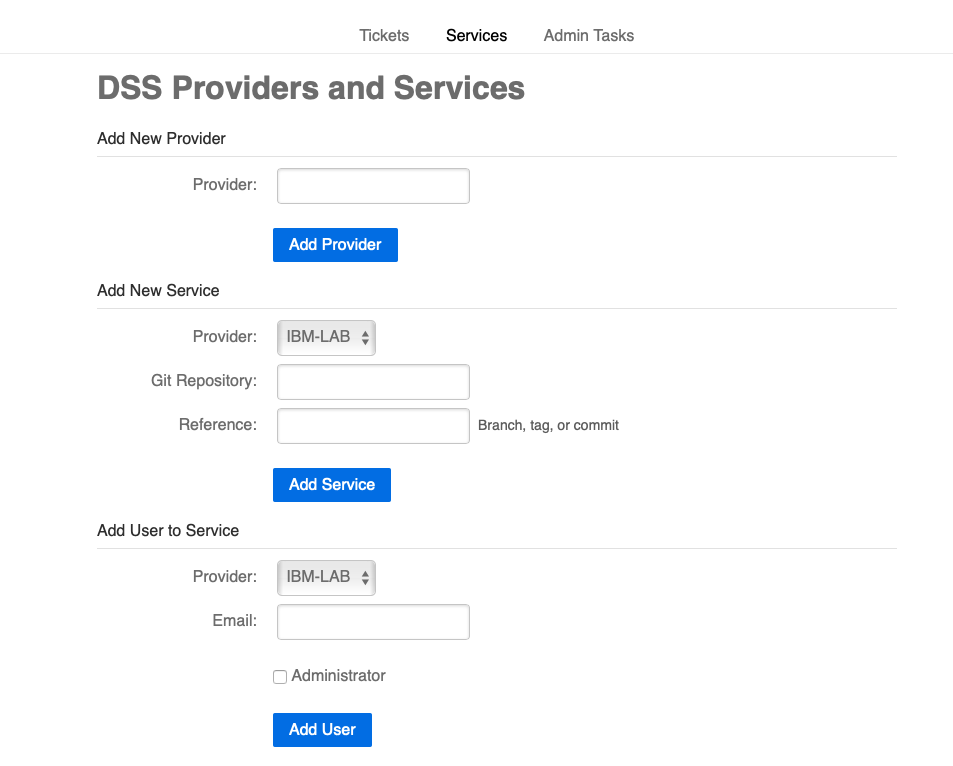 Tickets Services Admin Tasks
DSS Providers and Services
Add New Provider
Provider:
Add Provider
Add New Service
Provider: IBM-LAB
Git Repository:
Reference: Branch, tag, or commit
Add Service
Add User to Service
Provider: IBM-LAB
Email:
Administrator
Add User